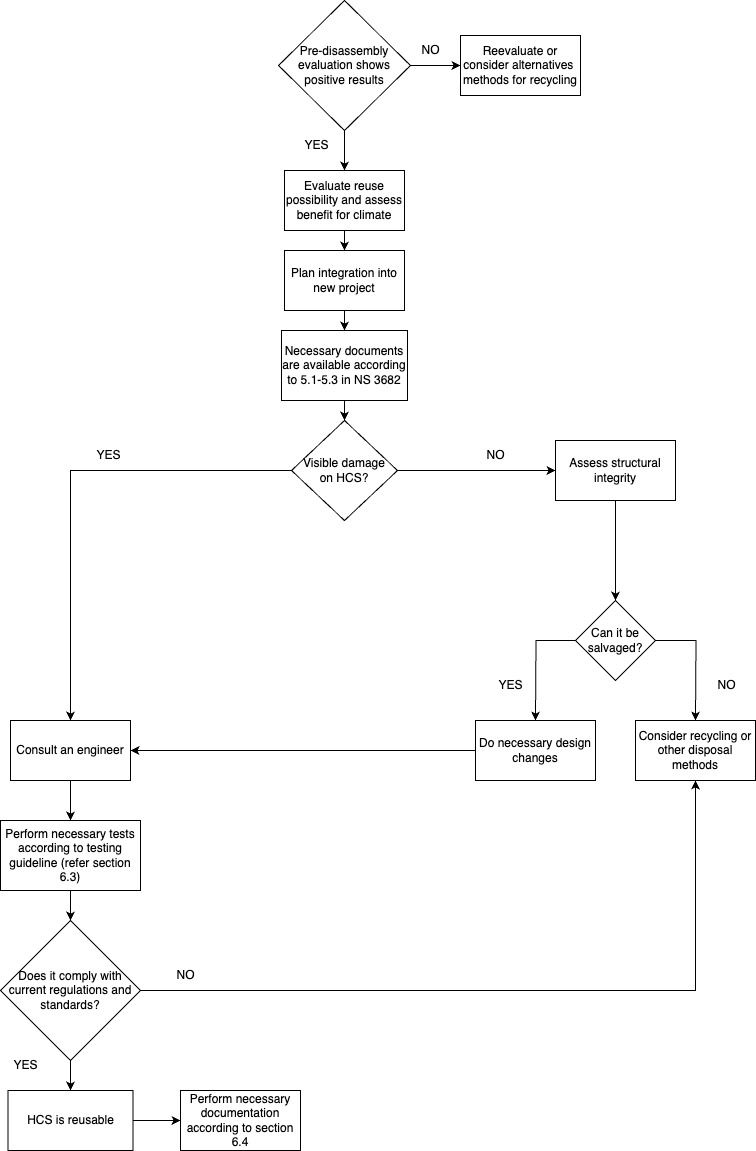 Pre-disassembly
evaluation shows
positive results
NO
Reevaluate or
consider alternatives
methods for recycling
YES
Evaluate reuse
possibility and assess
benefit for climate
Plan integration into
new project
Necessary documents
are available according
to 5.1-5.3 in NS 3682
YES
Visible damage
on HCS?
NO
Assess structural
integrity
Can it be
salvaged?
YES
NO
Consult an engineer
Do necessary design
changes
Consider recycling or
other disposal
methods
Perform necessary tests
according to testing
guideline (refer section
6.3)
Does it comply with
current regulations and
standards?
NO
YES
HCS is reusable
Perform necessary
documentation
according to section
6.4